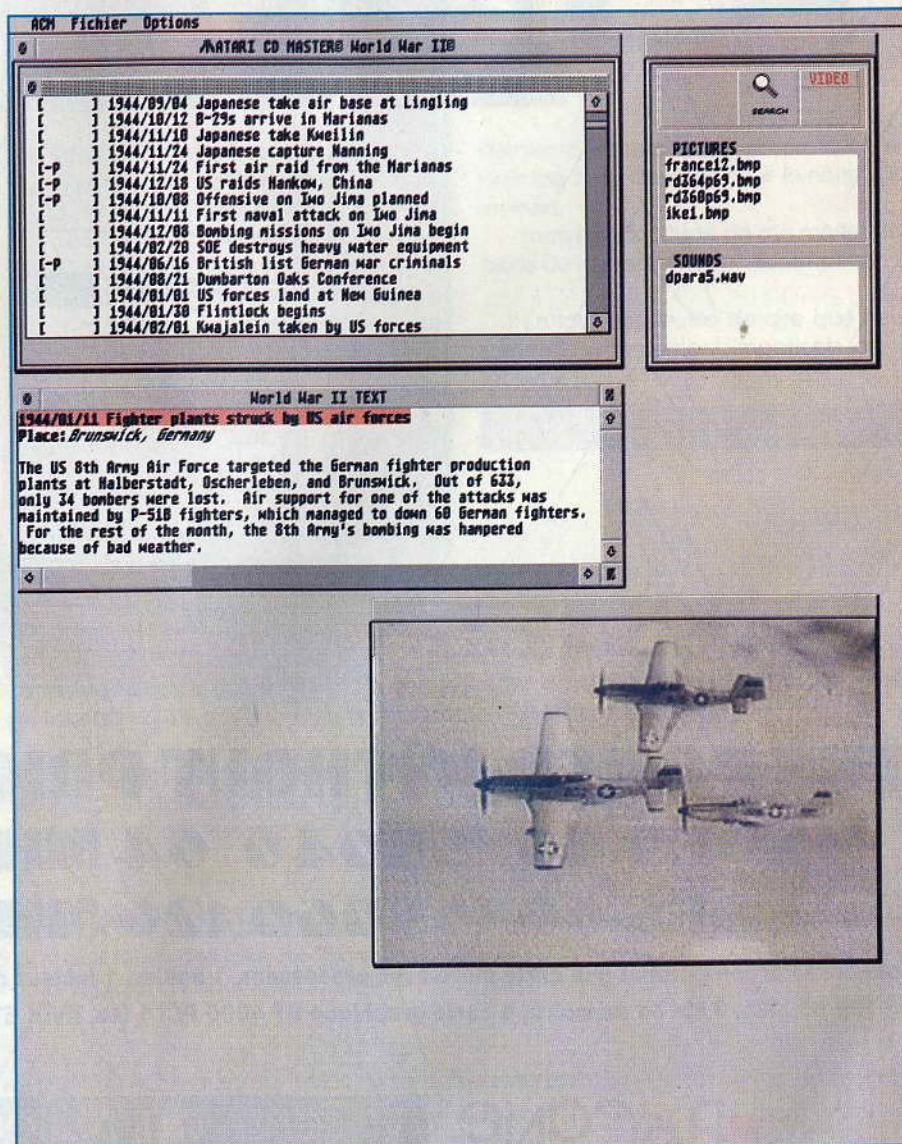 ACM Fichier Options
ATARI CD MASTER® World War II®
[ ] 1944/09/04 Japanese take air base at Lingling
[ ] 1944/10/12 B-29s arrive in Marianas
[ ] 1944/11/10 Japanese take Kweilin
[ ] 1944/11/24 Japanese capture Nanning
[-P ] 1944/11/24 First air raid from the Marianas
[-P ] 1944/12/18 US raids Hankow, China
[-P ] 1944/10/08 Offensive on Iwo Jima planned
[ ] 1944/11/11 First naval attack on Iwo Jima
[ ] 1944/12/08 Bombing missions on Iwo Jima begin
[ ] 1944/02/20 SOE destroys heavy water equipment
[-P ] 1944/06/16 British list German war criminals
[ ] 1944/08/21 Dumbarton Oaks Conference
[ ] 1944/01/01 US forces land at New Guinea
[ ] 1944/01/30 Flintlock begins
[ ] 1944/02/01 Kwajalein taken by US forces
VIDEO
SEARCH
PICTURES
france12.bmp
rd364p69.bmp
rd360p69.bmp
ike1.bmp
SOUNDS
dpara5.wav
World War II TEXT
1944/01/11 Fighter plants struck by US air forces
Place: Brunswick, Germany
The US 8th Army Air Force targeted the German fighter production
plants at Halberstadt, Oscherleben, and Brunswick. Out of 633,
only 34 bombers were lost. Air support for one of the attacks was
maintained by P-51B fighters, which managed to down 60 German fighters.
For the rest of the month, the 8th Army's bombing was hampered
because of bad weather.